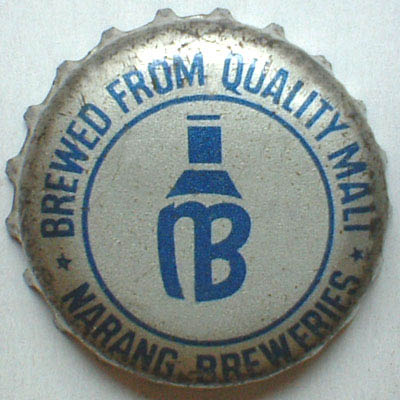 BREWED FROM QUALITY MALT
NB
★ NARANG BREWERIES ★